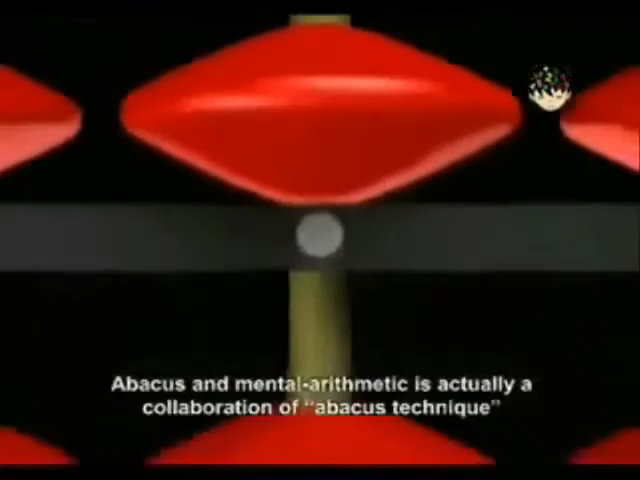 Abacus and mental-arithmetic is actually a
collaboration of "abacus technique"